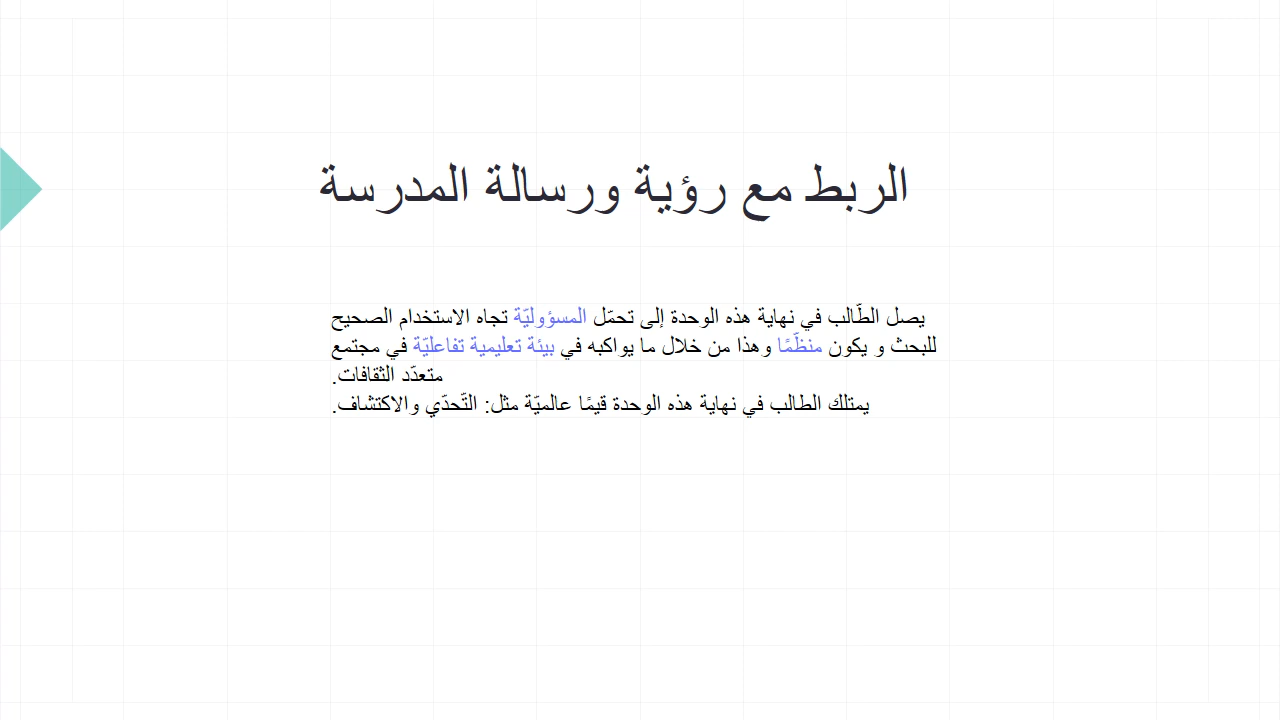 الربط مع رؤية ورسالة المدرسة
يصل الطّالب في نهاية هذه الوحدة إلى تحمّل المسؤوليّة تجاه الاستخدام الصحيح
للبحث و يكون منظّمًا وهذا من خلال ما يواكبه في بيئة تعليمية تفاعليّة في مجتمع
متعدّد الثقافات.
يمتلك الطالب في نهاية هذه الوحدة قيمًا عالميّة مثل: التّحدّي والاكتشاف.